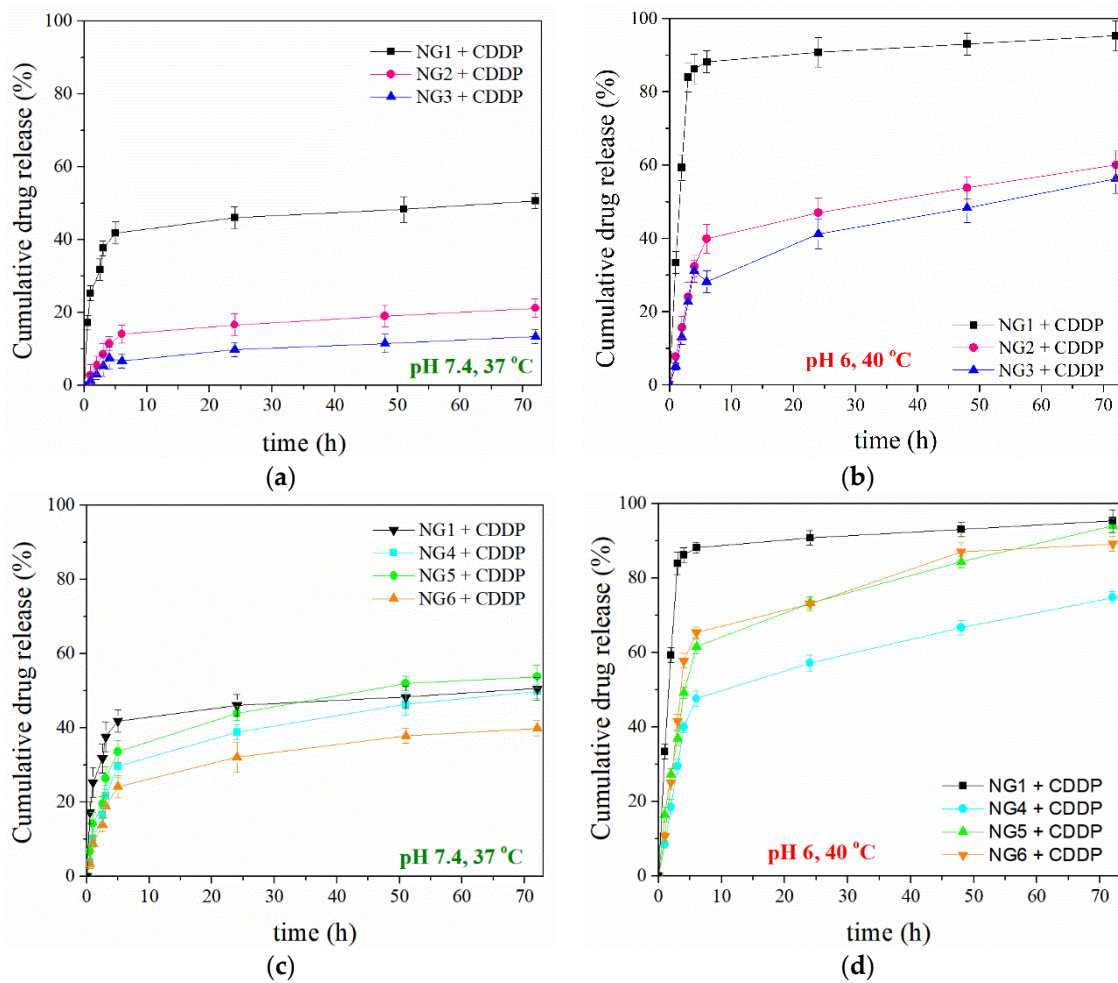 100
80
60
40
20
0
Cumulative drug release (%)
NG1 + CDDP
NG2 + CDDP
NG3 + CDDP
pH 7.4, 37 °C
0 10 20 30 40 50 60 70
time (h)
(a)
100
80
60
40
20
0
Cumulative drug release (%)
NG1 + CDDP
NG2 + CDDP
NG3 + CDDP
pH 6, 40 °C
0 10 20 30 40 50 60 70
time (h)
(b)
100
80
60
40
20
0
Cumulative drug release (%)
NG1 + CDDP
NG4 + CDDP
NG5 + CDDP
NG6 + CDDP
pH 7.4, 37 °C
0 10 20 30 40 50 60 70
time (h)
(c)
100
80
60
40
20
0
Cumulative drug release (%)
NG1 + CDDP
NG4 + CDDP
NG5 + CDDP
NG6 + CDDP
pH 6, 40 °C
0 10 20 30 40 50 60 70
time (h)
(d)